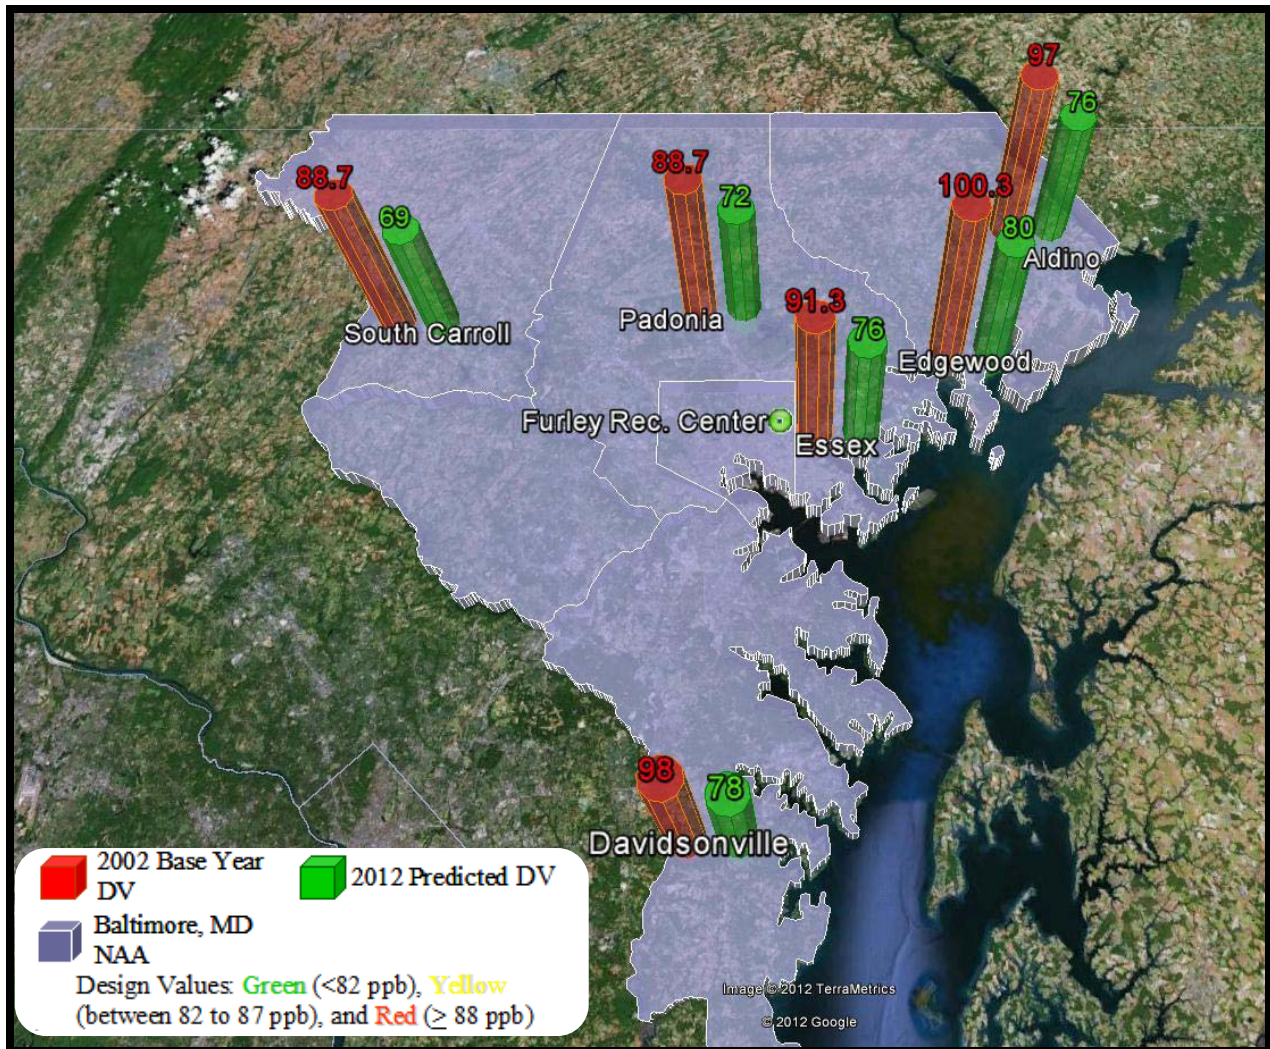 97
76
88.7
88.7
100.3
69
72
80
Aldino
91.3
76
South Carroll
Padonia
Edgewood
Furley Rec. Center
Essex
98
78
Davidsonville
2002 Base Year
DV
2012 Predicted DV
Baltimore, MD
NAA
Design Values: Green (<82 ppb), Yellow
(between 82 to 87 ppb), and Red (≥ 88 ppb)
Image © 2012 TerraMetrics
© 2012 Google